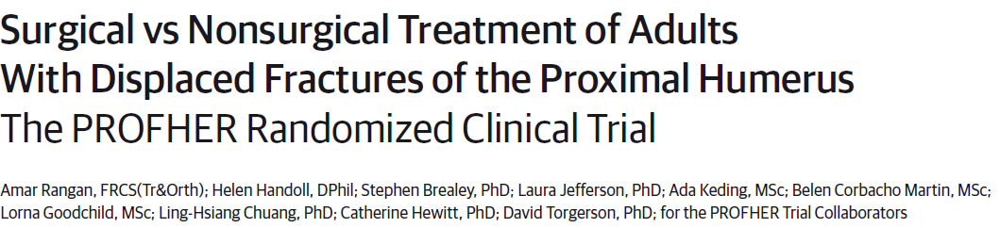 Surgical vs Nonsurgical Treatment of Adults
With Displaced Fractures of the Proximal Humerus
The PROFHER Randomized Clinical Trial
Amar Rangan, FRCS(Tr&Orth); Helen Handoll, DPhil; Stephen Brealey, PhD; Laura Jefferson, PhD; Ada Keding, MSc; Belen Corbacho Martin, MSc;
Lorna Goodchild, MSc; Ling-Hsiang Chuang, PhD; Catherine Hewitt, PhD; David Torgerson, PhD; for the PROFHER Trial Collaborators